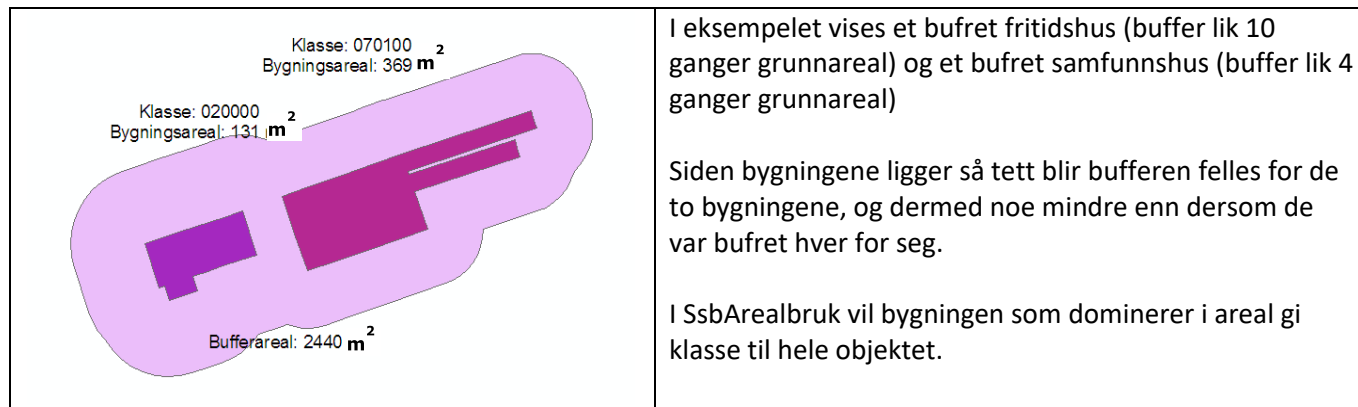 Klasse: 070100
Bygningsareal: 369 m²
Klasse: 020000
Bygningsareal: 131 m²
Bufferareal: 2440 m²
I eksempelet vises et bufret fritidshus (buffer lik 10
ganger grunnareal) og et bufret samfunnshus (buffer lik 4
ganger grunnareal)
Siden bygningene ligger så tett blir bufferen felles for de
to bygningene, og dermed noe mindre enn dersom de
var bufret hver for seg.
I SsbArealbruk vil bygningen som dominerer i areal gi
klasse til hele objektet.